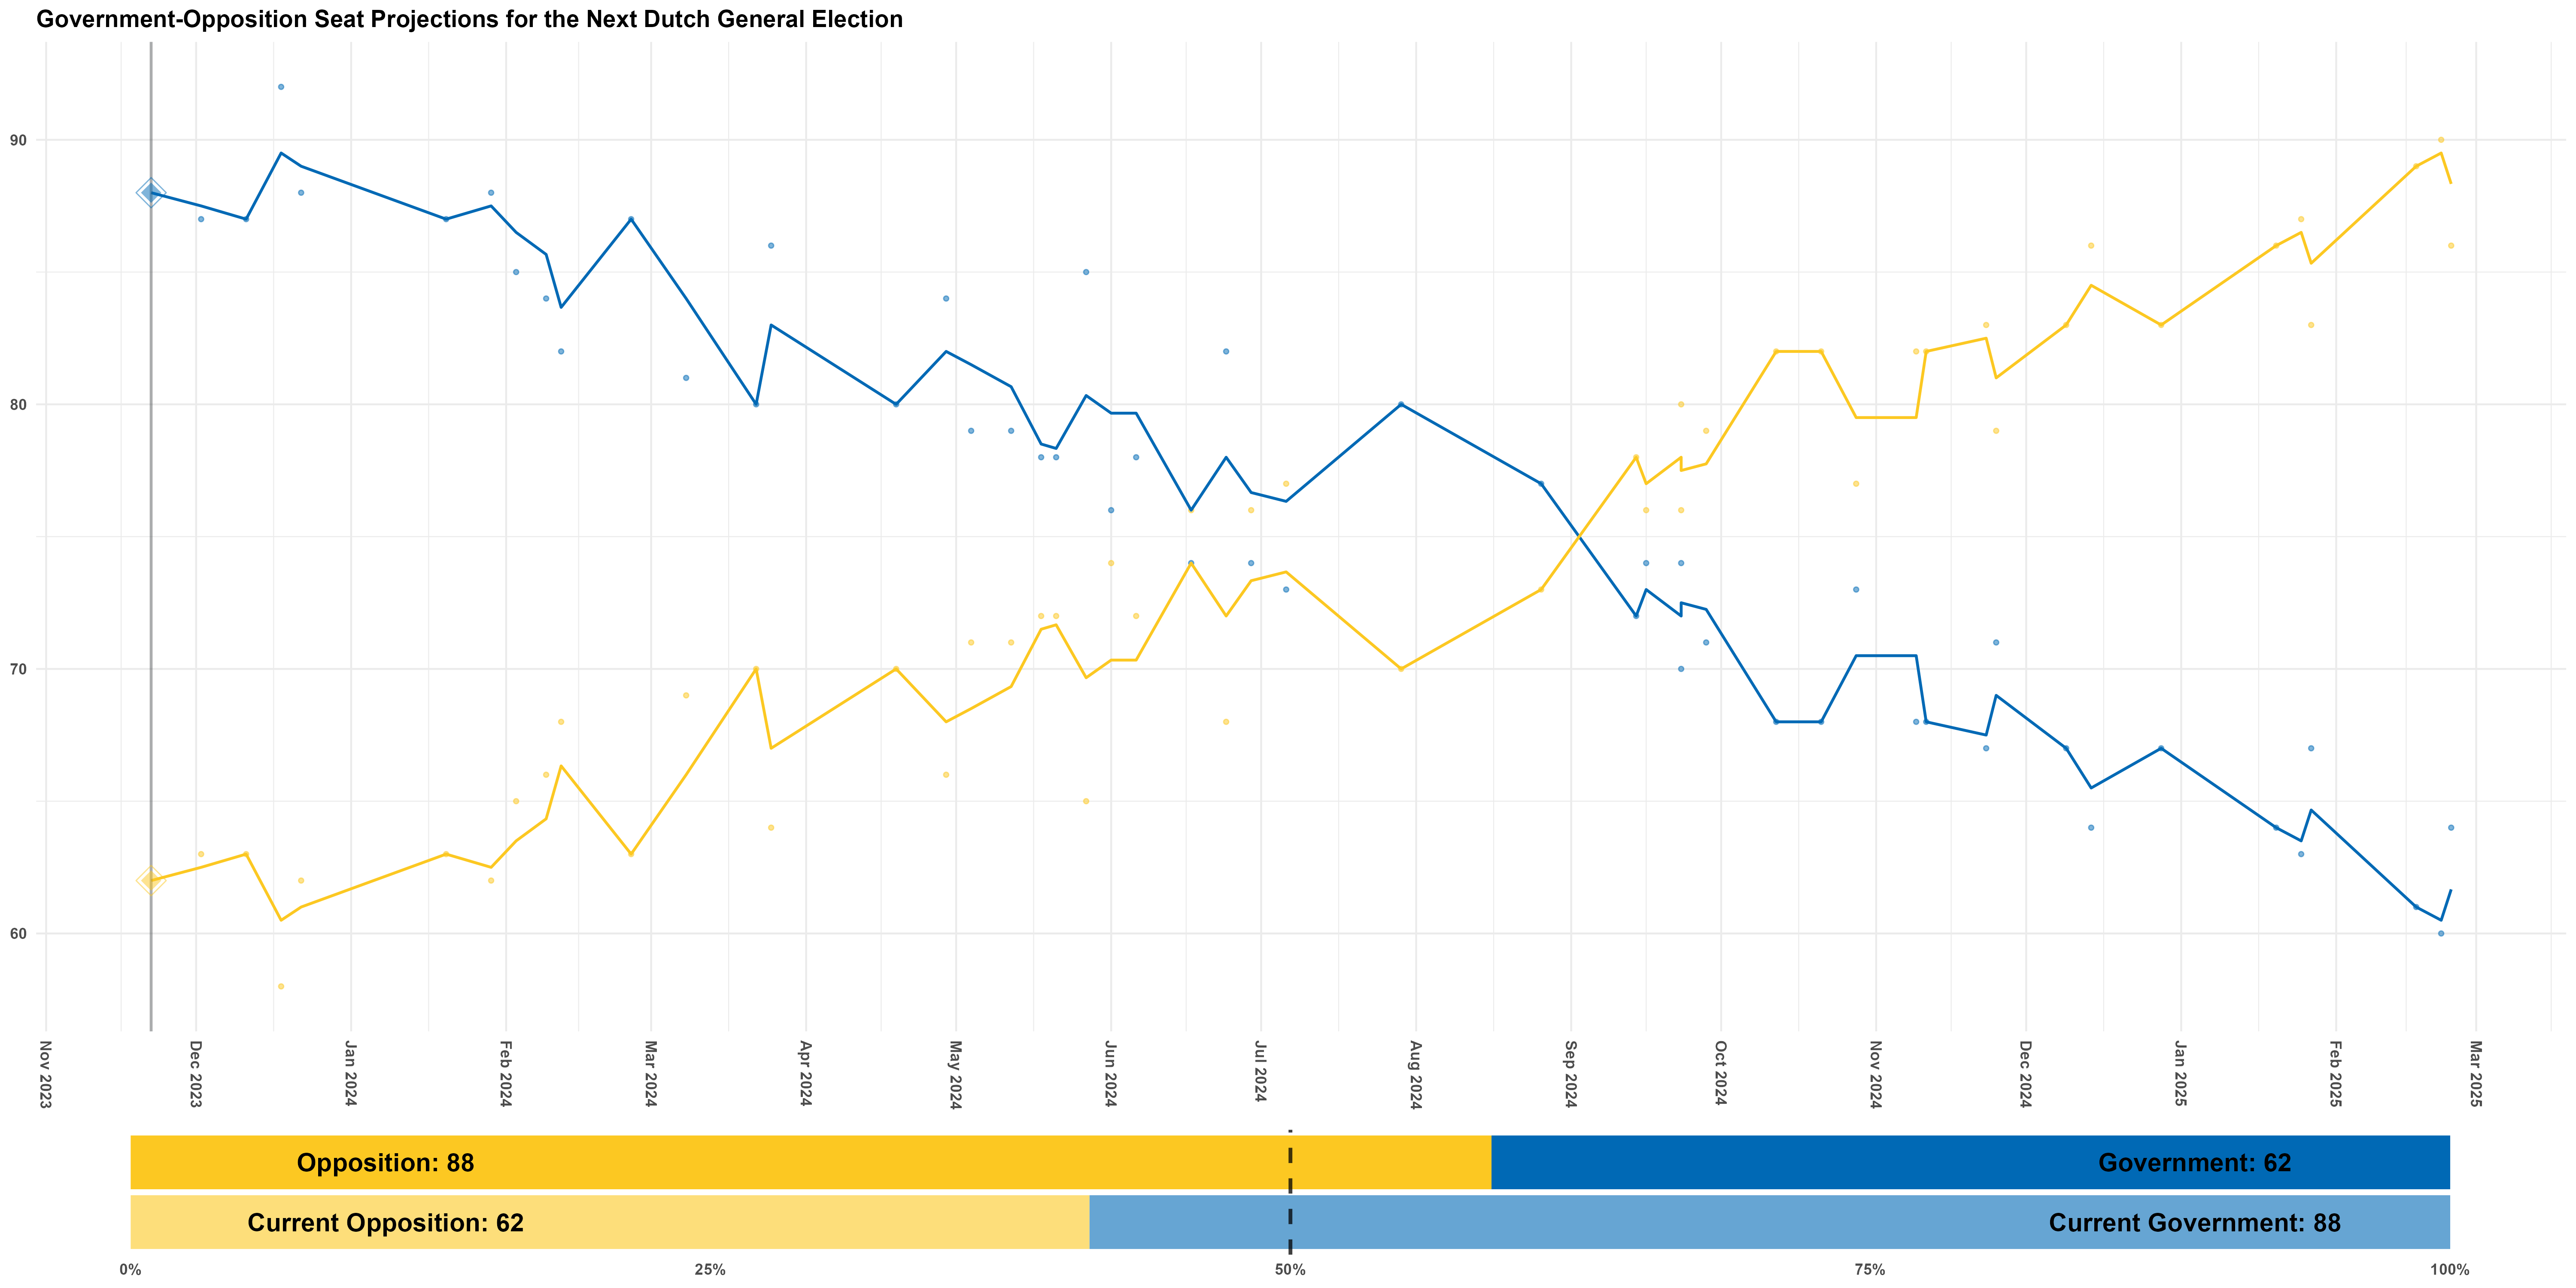 Government-Opposition Seat Projections for the Next Dutch General Election
90
80
70
60
Nov 2023
Dec 2023
Jan 2024
Feb 2024
Mar 2024
Apr 2024
May 2024
Jun 2024
Jul 2024
Aug 2024
Sep 2024
Oct 2024
Nov 2024
Dec 2024
Jan 2025
Feb 2025
Mar 2025
Opposition: 88
Government: 62
Current Opposition: 62
Current Government: 88
0%
25%
50%
75%
100%